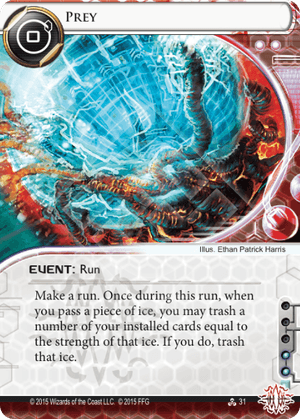 PREY
0
Illus. Ethan Patrick Harris
EVENT: Run
Make a run. Once during this run, when
you pass a piece of ice, you may trash a
number of your installed cards equal to
the strength of that ice. If you do, trash
that ice.
© 2015 Wizards of the Coast LLC. © 2015 FFG
31